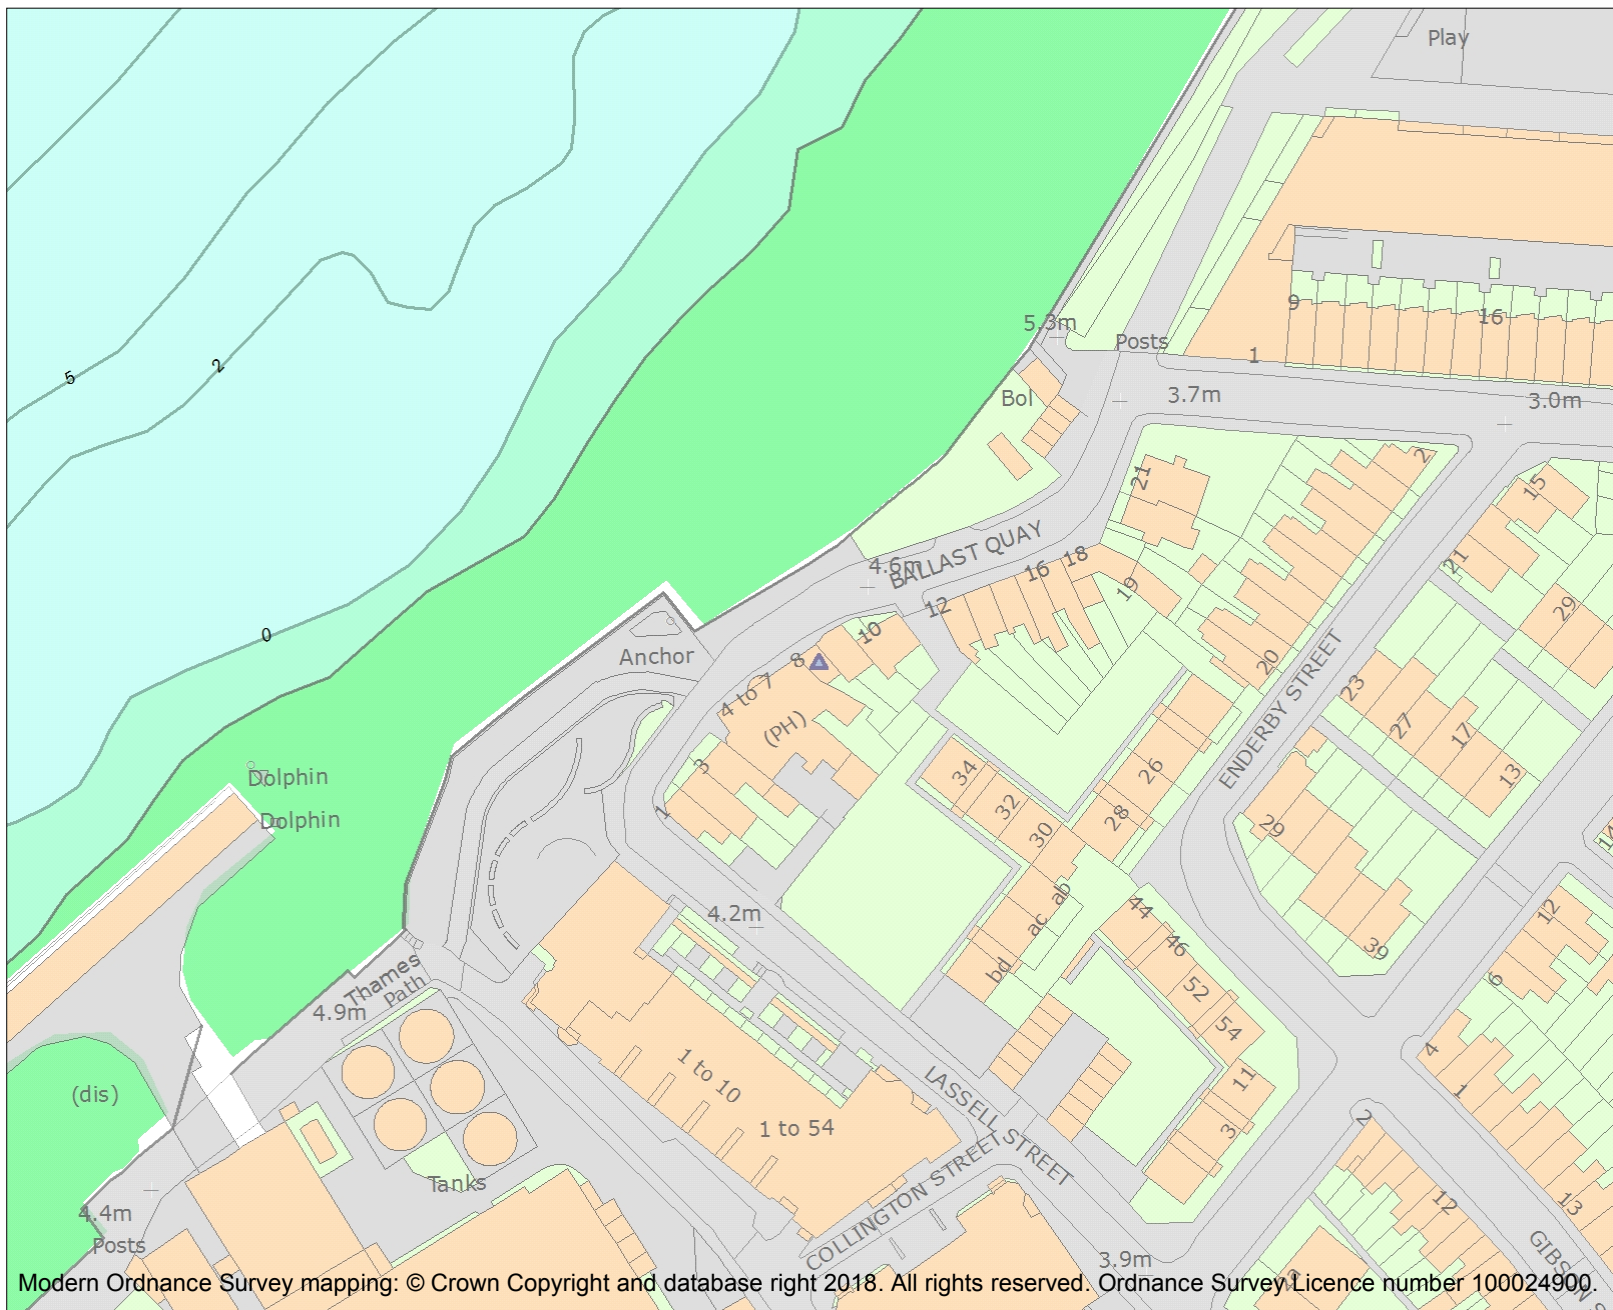 Play
5.3m
Posts
9
16
1
5
2
Bol
3.7m
3.0m
21
2
15
4.6m
BALLAST QUAY
16
18
12
19
21
10
29
0
Anchor
8
20
ENDERBY STREET
4 to 7
23
(PH)
27
17
3
Dolphin
34
26
13
Dolphin
1
32
28
29
30
14
4.2m
ab
44
12
ac
46
39
Thames
Path
bd
6
52
4.9m
54
4
1 to 10
11
1
(dis)
LASSELL STREET
1 to 54
3
2
Tanks
COLLINGTON STREET
12
13
4.4m
Posts
3.9m
GIBSON S
Modern Ordnance Survey mapping: © Crown Copyright and database right 2018. All rights reserved. Ordnance Survey Licence number 100024900.